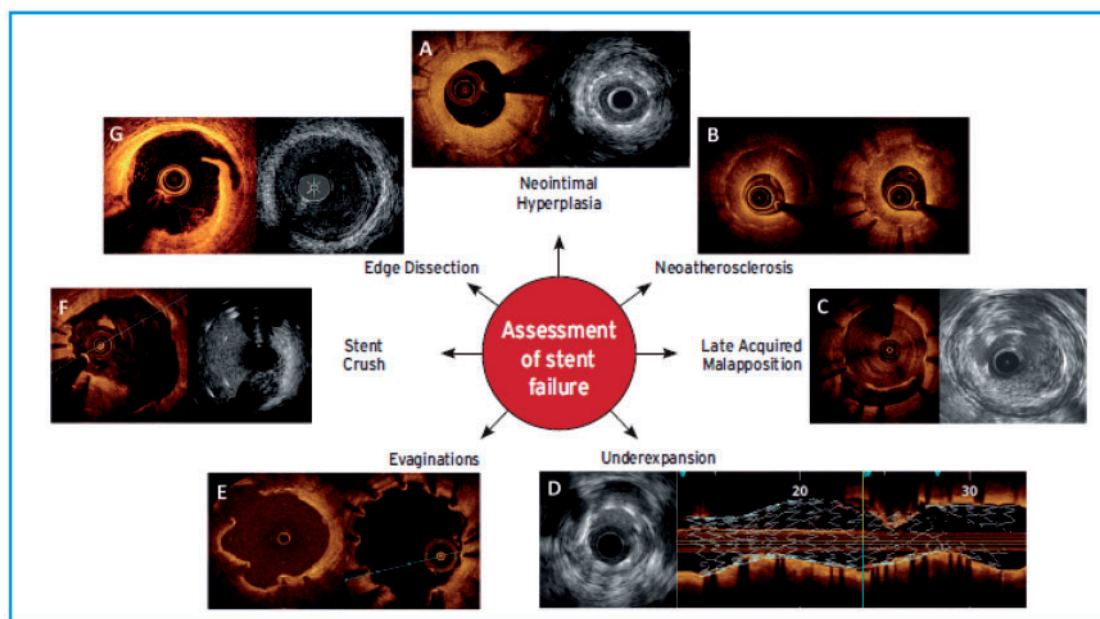 A
Neointimal
Hyperplasia
B
Neoatherosclerosis
C
Late Acquired
Malapposition
D
Underexpansion
20
30
E
Evaginations
F
Stent
Crush
G
Edge Dissection
Assessment
of stent
failure